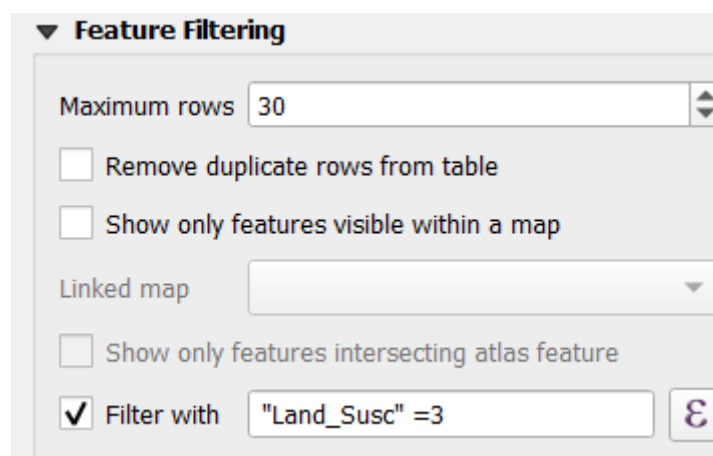 Feature Filtering
Maximum rows 30
Remove duplicate rows from table
Show only features visible within a map
Linked map
Show only features intersecting atlas feature
Filter with "Land_Susc" =3 ε